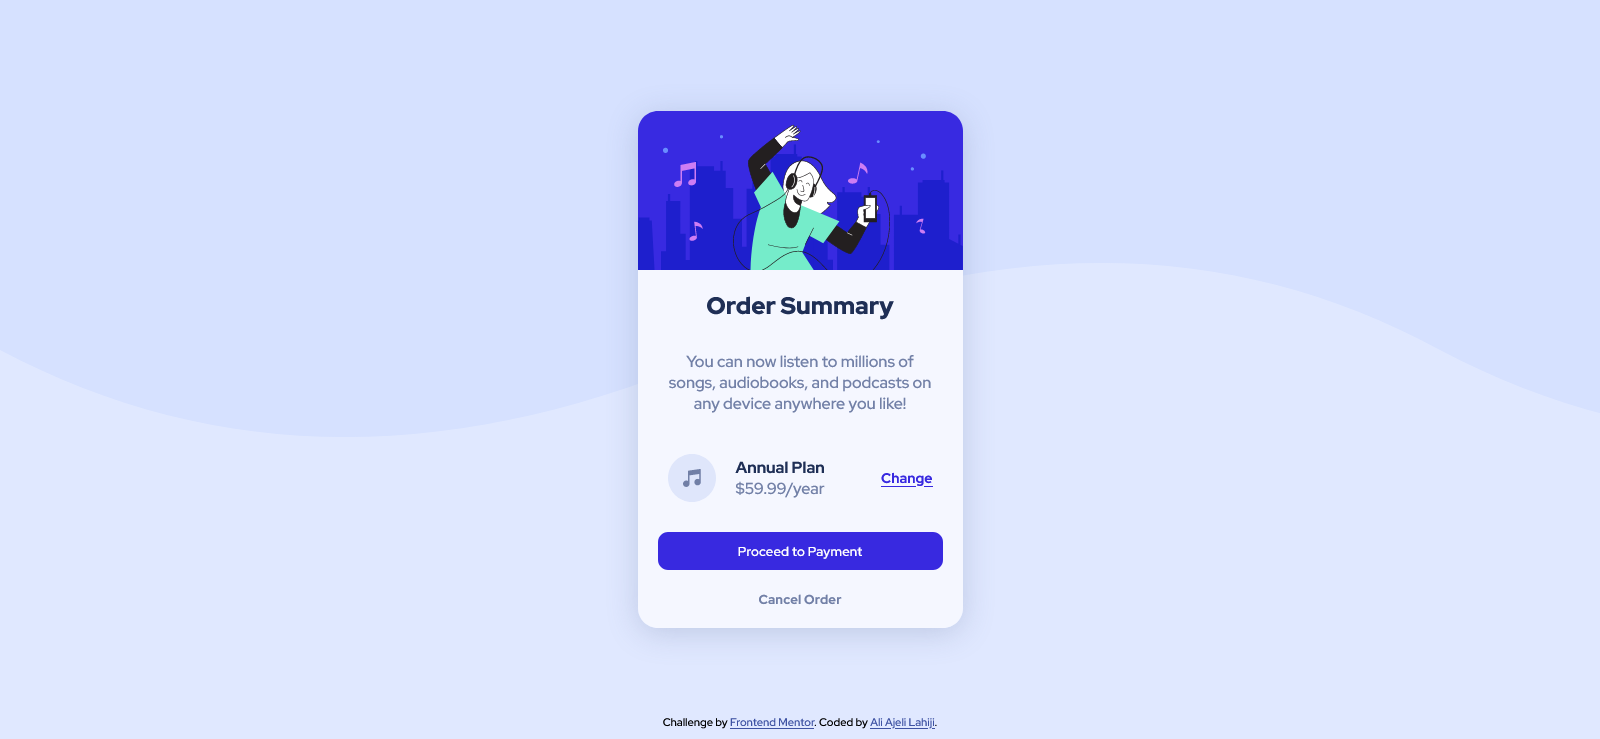 Order Summary
You can now listen to millions of
songs, audiobooks, and podcasts on
any device anywhere you like!
Annual Plan
$59.99/year
Change
Proceed to Payment
Cancel Order
Challenge by Frontend Mentor. Coded by Ali Ajeli Lahiji.